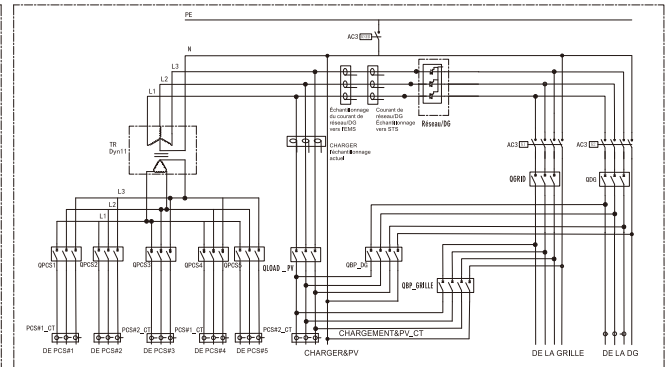 PE
AC3
N
L3
L2
L1
Échantillonnage
du courant de
réseau/DG
vers l'EMS
Courant de
réseau/DG
Échantillonnage
vers STS
Réseau/DG
TR
Dyn11
CHARGER
l'échantillonnage
actuel
AC3
AC3
QGRID
QDG
L3
L2
L1
QPCS1
QPCS2
QPCS3
QPCS4
QPCS5
QLOAD_PV
QBP_DG
QBP_GRILLE
PCS#1_CT
PCS#2_CT
PCS#1_CT
PCS#2_CT
CHARGEMENT&PV_CT
DE PCS#1
DE PCS#2
DE PCS#3
DE PCS#4
DE PCS#5
CHARGER&PV
DE LA GRILLE
DE LA DG